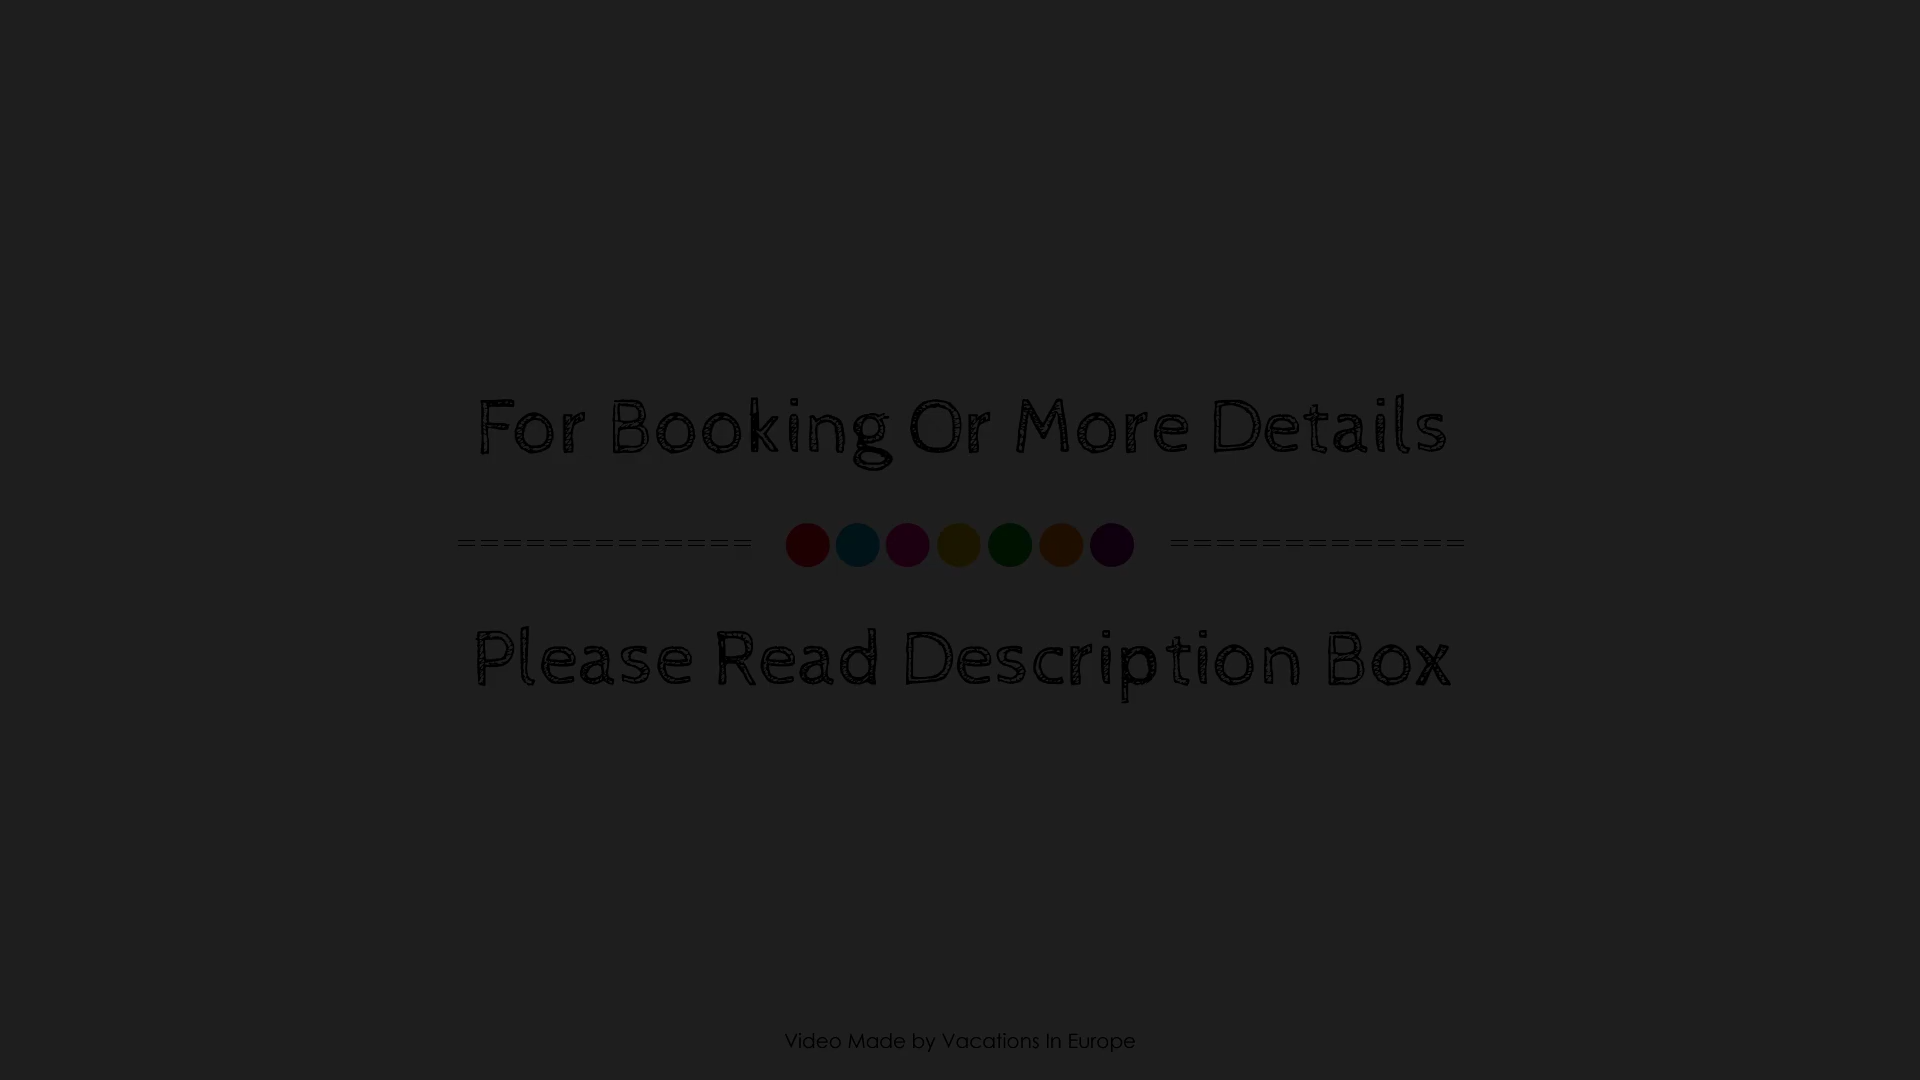 For Booking Or More Details
============= =============
Please Read Description Box
Video Made by Vacations In Europe